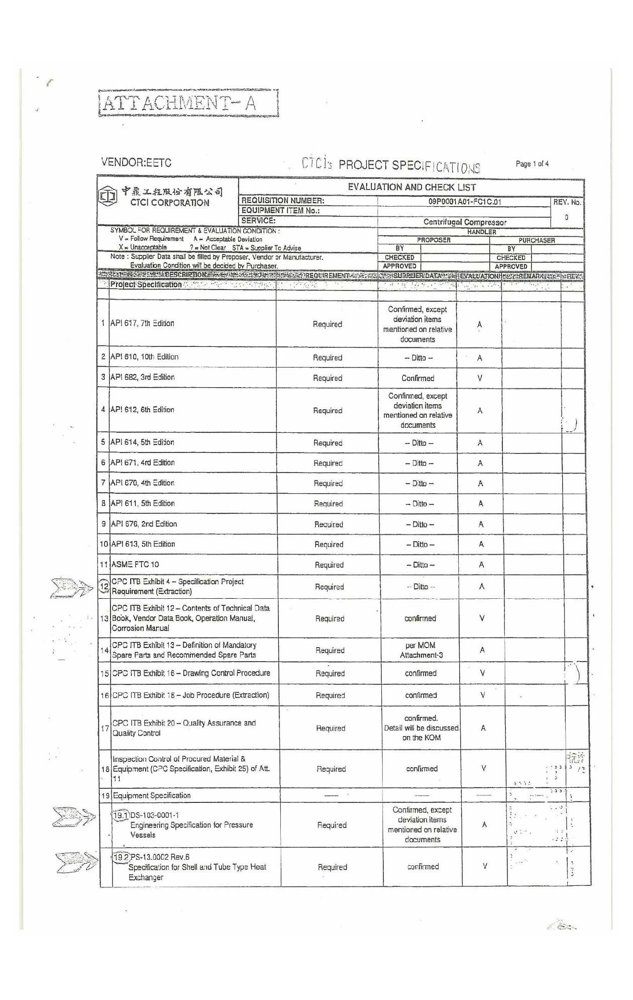 ATTACHMENT-A
VENDOR:EETC
CTCI's PROJECT SPECIFICATIONS
Page 1 of 4
中鼎工程股份有限公司
CTCI CORPORATION
EVALUATION AND CHECK LIST
REQUISITION NUMBER: 09P0001A01-FC1C.01 REV. No.
EQUIPMENT ITEM No.:
0
SERVICE: Centrifugal Compressor
SYMBOL FOR REQUIREMENT & EVALUATION CONDITION :
V = Follow Requirement A = Acceptable Deviation
X = Unacceptable ? = Not Clear STA = Supplier To Advise
Note : Supplier Data shall be filled by Proposer, Vendor or Manufacturer.
Evaluation Condition will be decided by Purchaser.
HANDLER
PROPOSER PURCHASER
BY BY
CHECKED CHECKED
APPROVED APPROVED
DESCRIPTION REQUIREMENT SUPPLIER DATA EVALUATION REMARK REV.
Project Specification
1 API 617, 7th Edition Required Confirmed, except
deviation items
mentioned on relative
documents A
2 API 610, 10th Edition Required -- Ditto -- A
3 API 682, 3rd Edition Required Confirmed V
4 API 612, 6th Edition Required Confirmed, except
deviation items
mentioned on relative
documents A
5 API 614, 5th Edition Required -- Ditto -- A
6 API 671, 4rd Edition Required -- Ditto -- A
7 API 670, 4th Edition Required -- Ditto -- A
8 API 611, 5th Edition Required -- Ditto -- A
9 API 676, 2nd Edition Required -- Ditto -- A
10 API 613, 5th Edition Required -- Ditto -- A
11 ASME PTC 10 Required -- Ditto -- A
12 CPC ITB Exhibit 4 – Specification Project
Requirement (Extraction) Required -- Ditto -- A
13 CPC ITB Exhibit 12 – Contents of Technical Data
Book, Vendor Data Book, Operation Manual,
Corrosion Manual Required confirmed V
14 CPC ITB Exhibit 13 – Definition of Mandatory
Spare Parts and Recommended Spare Parts Required per MOM
Attachment-3 A
15 CPC ITB Exhibit 16 – Drawing Control Procedure Required confirmed V
16 CPC ITB Exhibit 18 – Job Procedure (Extraction) Required confirmed V
17 CPC ITB Exhibit 20 – Quality Assurance and
Quality Control Required confirmed.
Detail will be discussed
on the KOM A
18 Inspection Control of Procured Material &
Equipment (CPC Specification, Exhibit 25) of Att.
11 Required confirmed V
19 Equipment Specification — — —
19.1 DS-103-0001-1
Engineering Specification for Pressure
Vessels Required Confirmed, except
deviation items
mentioned on relative
documents A
19.2 PS-13.0002 Rev.6
Specification for Shell and Tube Type Heat
Exchanger Required confirmed V